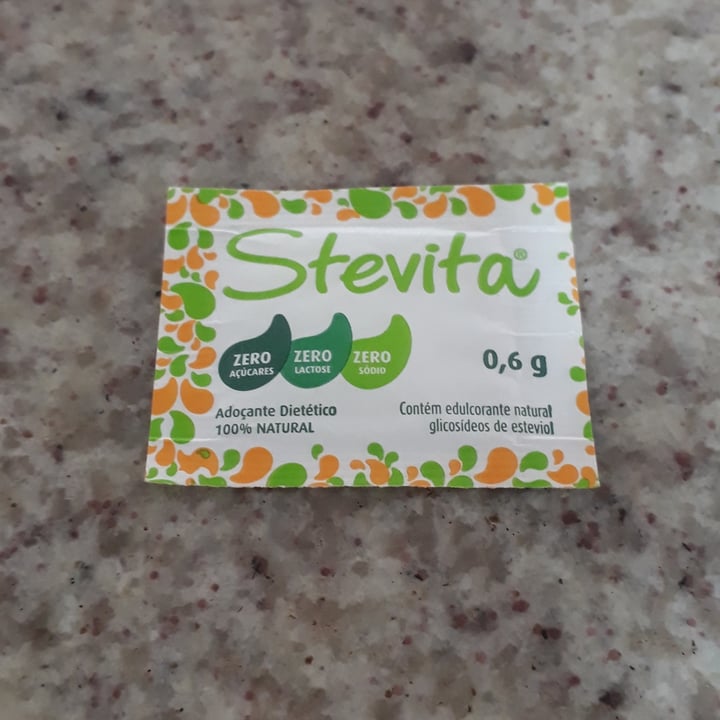 Stevita®
ZERO AÇÚCARES
ZERO LACTOSE
ZERO SÓDIO
0,6 g
Adoçante Dietético
100% NATURAL
Contém edulcorante natural
glicosídeos de esteviol